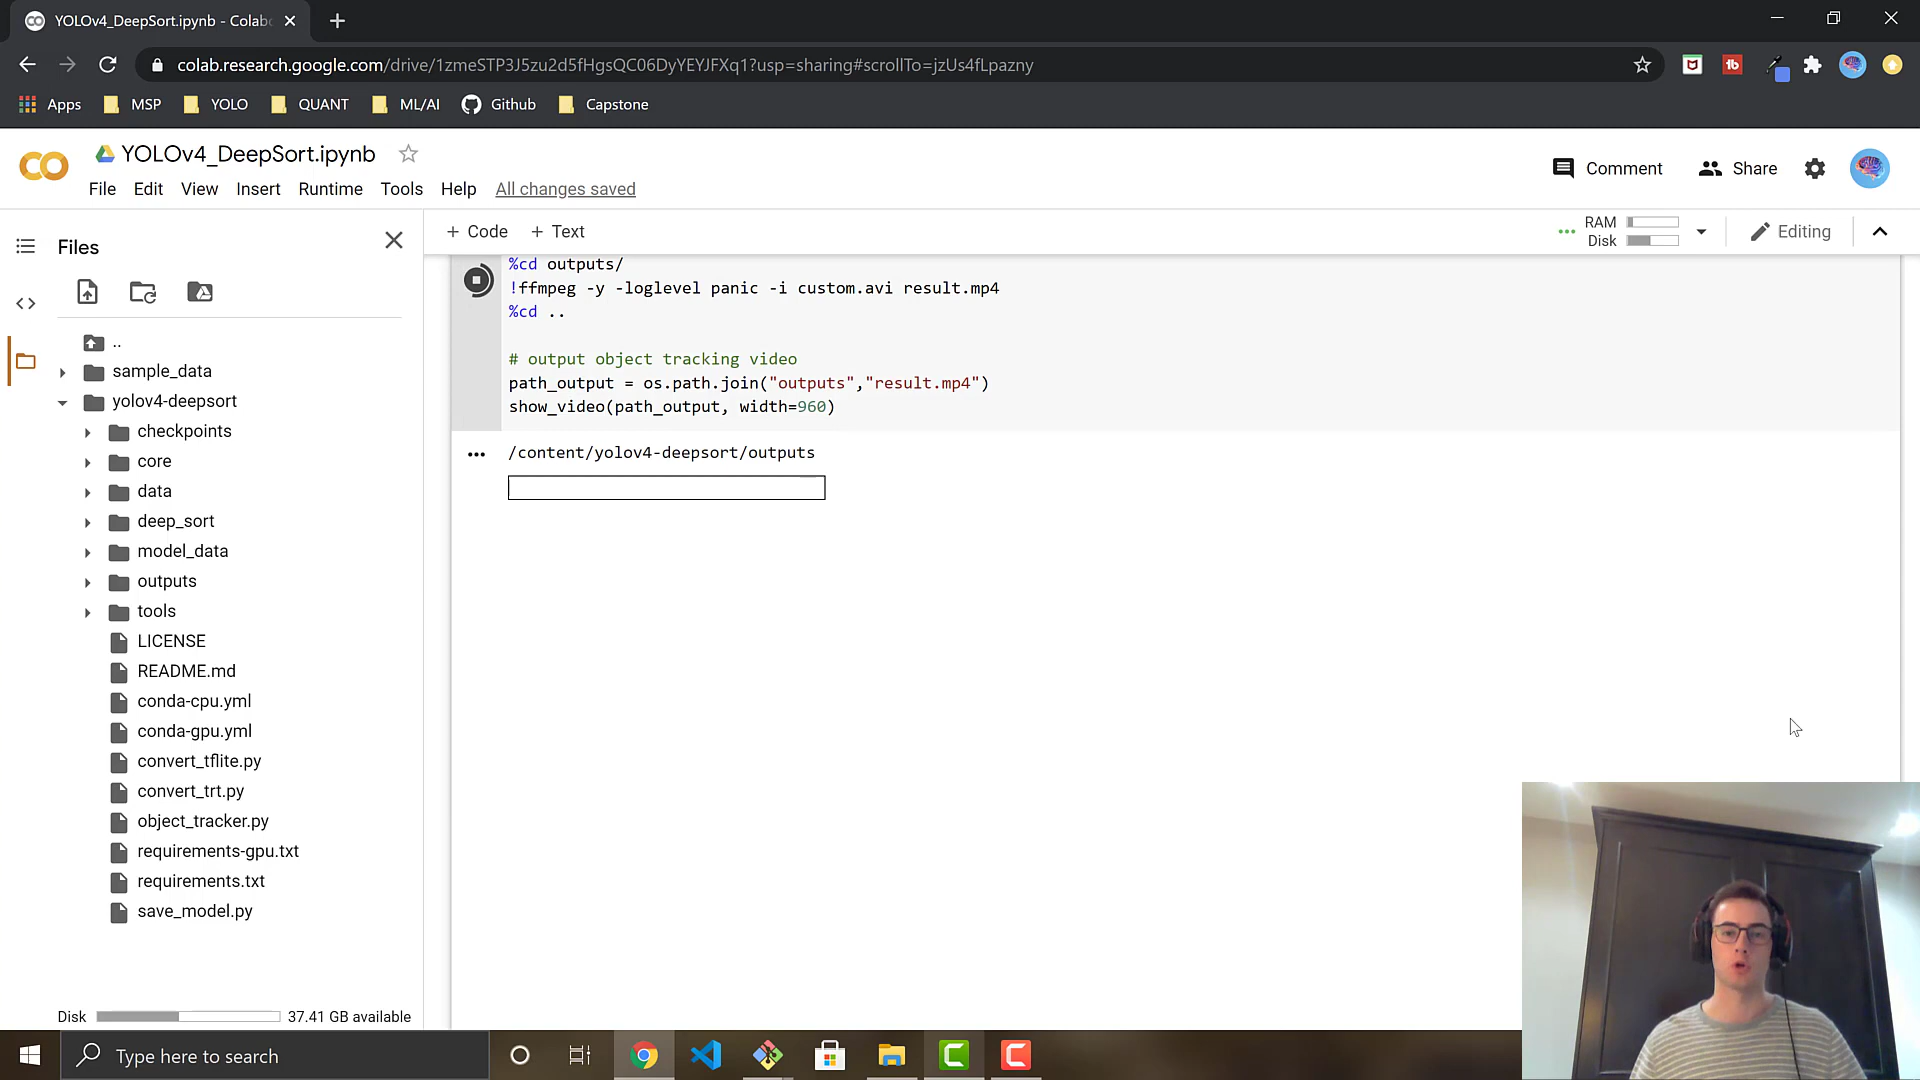 YOLOv4_DeepSort.ipynb - Colab
colab.research.google.com/drive/1zmeSTP3J5zu2d5fHgsQC06DyYEYJFXq1?usp=sharing#scrollTo=jzUs4fLpazny
Apps MSP YOLO QUANT ML/AI Github Capstone
YOLOv4_DeepSort.ipynb
File Edit View Insert Runtime Tools Help All changes saved
Comment Share
Files
+ Code + Text
RAM
Disk
Editing
..
sample_data
yolov4-deepsort
checkpoints
core
data
deep_sort
model_data
outputs
tools
LICENSE
README.md
conda-cpu.yml
conda-gpu.yml
convert_tflite.py
convert_trt.py
object_tracker.py
requirements-gpu.txt
requirements.txt
save_model.py
Disk 37.41 GB available
%cd outputs/
!ffmpeg -y -loglevel panic -i custom.avi result.mp4
%cd ..
# output object tracking video
path_output = os.path.join("outputs","result.mp4")
show_video(path_output, width=960)
/content/yolov4-deepsort/outputs
Type here to search